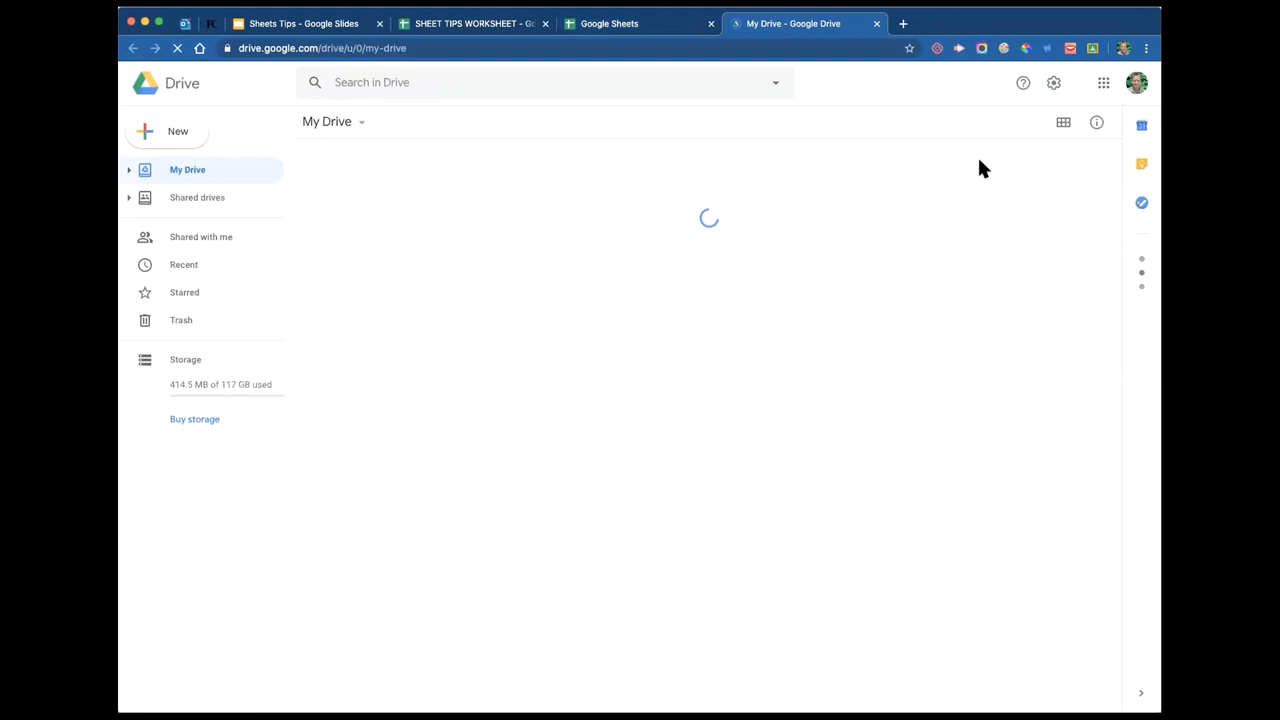 Sheets Tips - Google Slides
SHEET TIPS WORKSHEET - Go
Google Sheets
My Drive - Google Drive
drive.google.com/drive/u/0/my-drive
Drive
Search in Drive
New
My Drive
My Drive
Shared drives
Shared with me
Recent
Starred
Trash
Storage
414.5 MB of 117 GB used
Buy storage